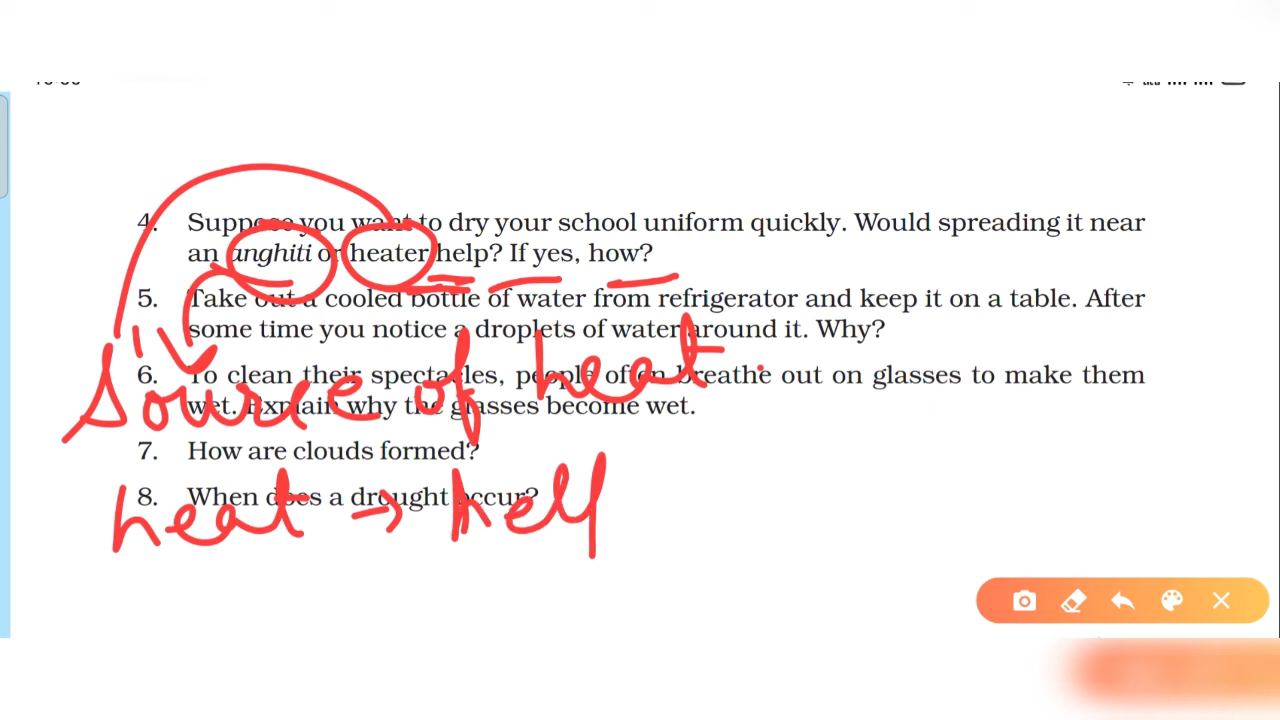 4. Suppose you want to dry your school uniform quickly. Would spreading it near
an anghiti or heater help? If yes, how?
5. Take out a cooled bottle of water from refrigerator and keep it on a table. After
some time you notice a droplets of water around it. Why?
6. To clean their spectacles, people often breathe out on glasses to make them
Source of heat
wet. Explain why the glasses become wet.
7. How are clouds formed?
8. When does a drought occur?
heat →